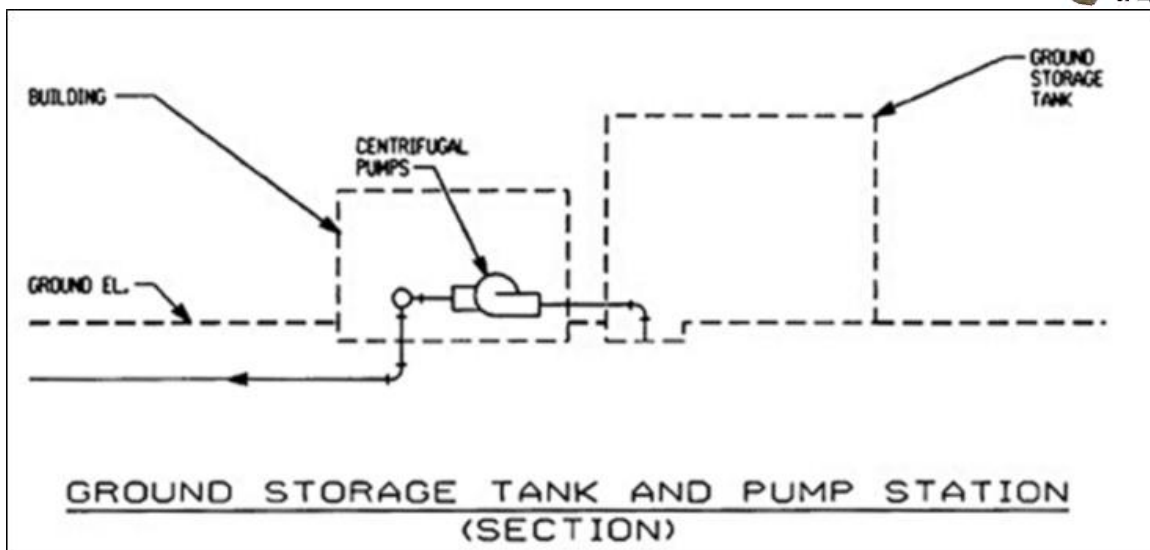 GROUND
STORAGE
TANK
BUILDING
CENTRIFUGAL
PUMPS
GROUND EL.
GROUND STORAGE TANK AND PUMP STATION
(SECTION)